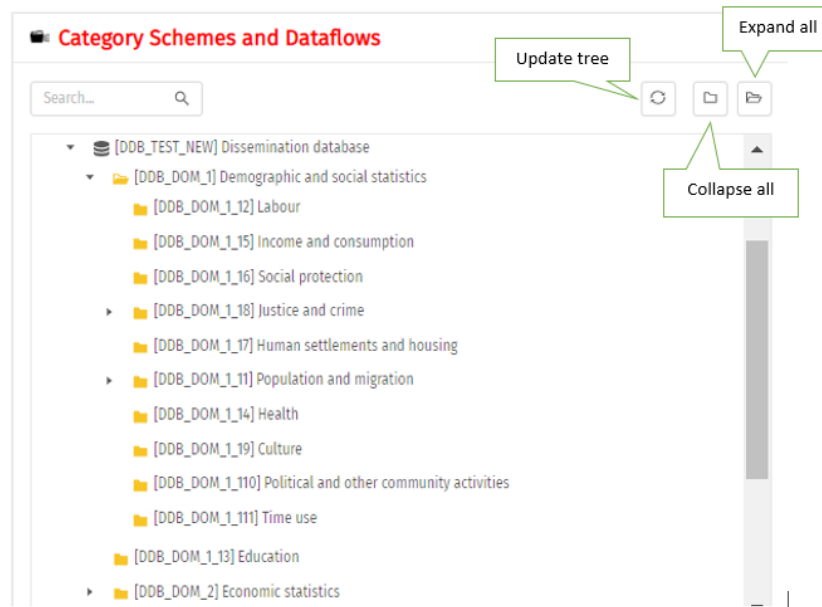 Expand all
Category Schemes and Dataflows
Update tree
Search...
Collapse all
[DDB_TEST_NEW] Dissemination database
[DDB_DOM_1] Demographic and social statistics
[DDB_DOM_1_12] Labour
[DDB_DOM_1_15] Income and consumption
[DDB_DOM_1_16] Social protection
[DDB_DOM_1_18] Justice and crime
[DDB_DOM_1_17] Human settlements and housing
[DDB_DOM_1_11] Population and migration
[DDB_DOM_1_14] Health
[DDB_DOM_1_19] Culture
[DDB_DOM_1_110] Political and other community activities
[DDB_DOM_1_111] Time use
[DDB_DOM_1_13] Education
[DDB_DOM_2] Economic statistics